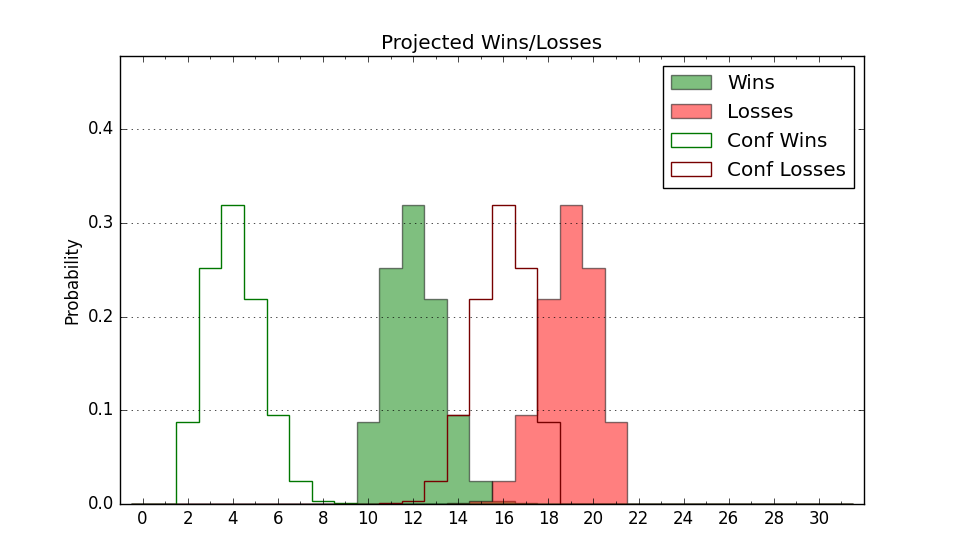 Projected Wins/Losses
Wins
Losses
Conf Wins
Conf Losses
Probability
0.4
0.3
0.2
0.1
0.0
0 2 4 6 8 10 12 14 16 18 20 22 24 26 28 30